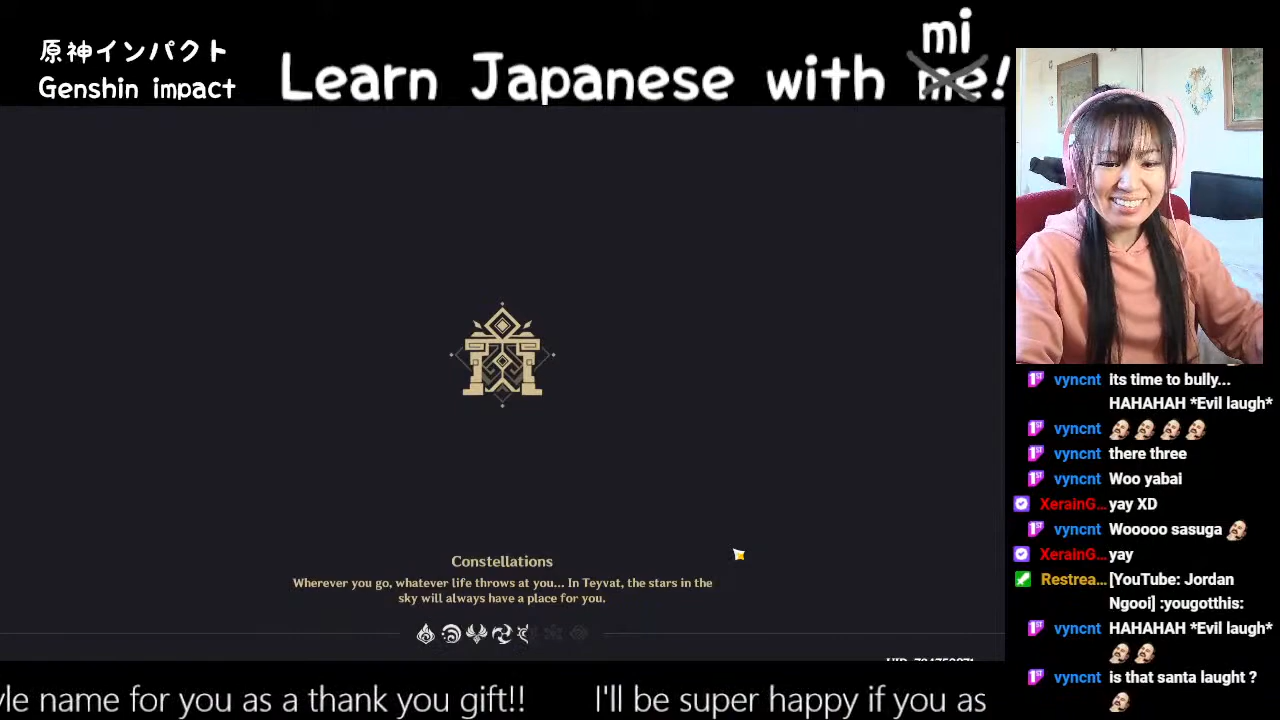 原神インパクト
Genshin impact
mi
Learn Japanese with me!
Constellations
Wherever you go, whatever life throws at you... In Teyvat, the stars in the
sky will always have a place for you.
vyncnt its time to bully...
HAHAHAH *Evil laugh*
vyncnt
vyncnt there three
vyncnt Woo yabai
XerainG... yay XD
vyncnt Wooooo sasuga
XerainG... yay
Restrea... [YouTube: Jordan
Ngooi] :yougotthis:
vyncnt HAHAHAH *Evil laugh*
vyncnt is that santa laught ?
yle name for you as a thank you gift!! I'll be super happy if you as